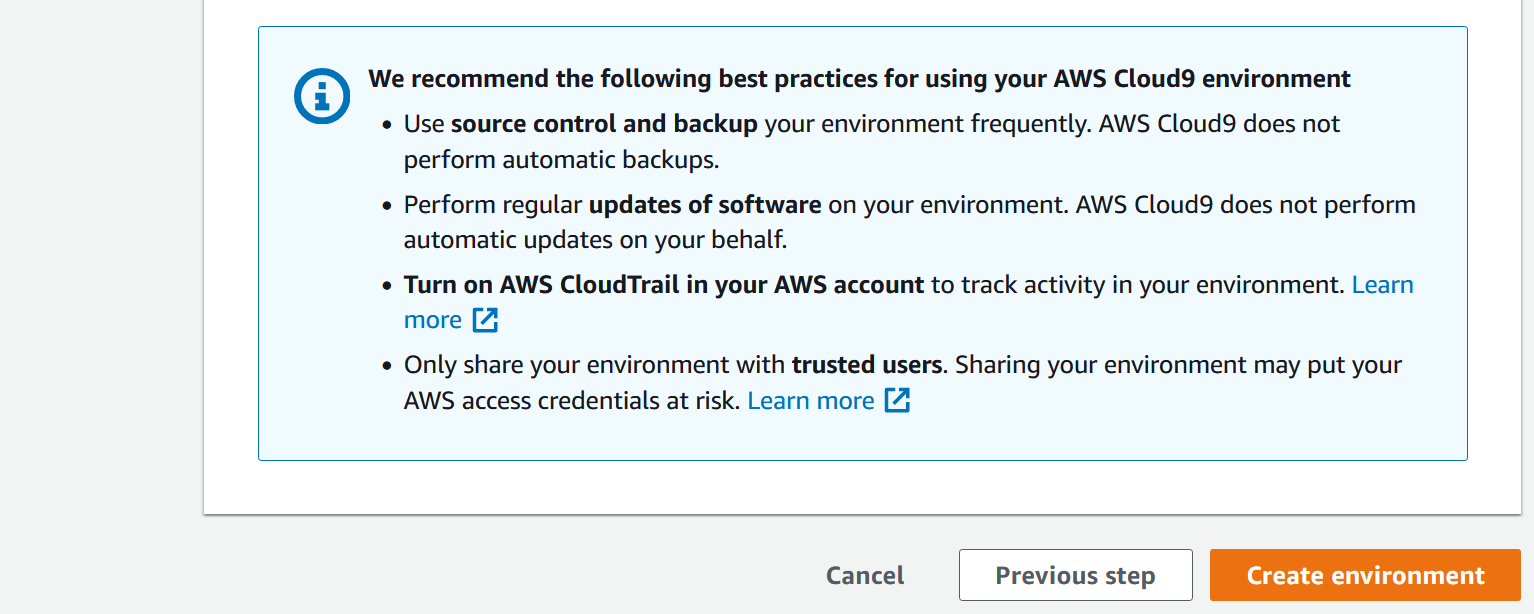 We recommend the following best practices for using your AWS Cloud9 environment
• Use source control and backup your environment frequently. AWS Cloud9 does not
perform automatic backups.
• Perform regular updates of software on your environment. AWS Cloud9 does not perform
automatic updates on your behalf.
• Turn on AWS CloudTrail in your AWS account to track activity in your environment. Learn
more
• Only share your environment with trusted users. Sharing your environment may put your
AWS access credentials at risk. Learn more
Cancel Previous step Create environment